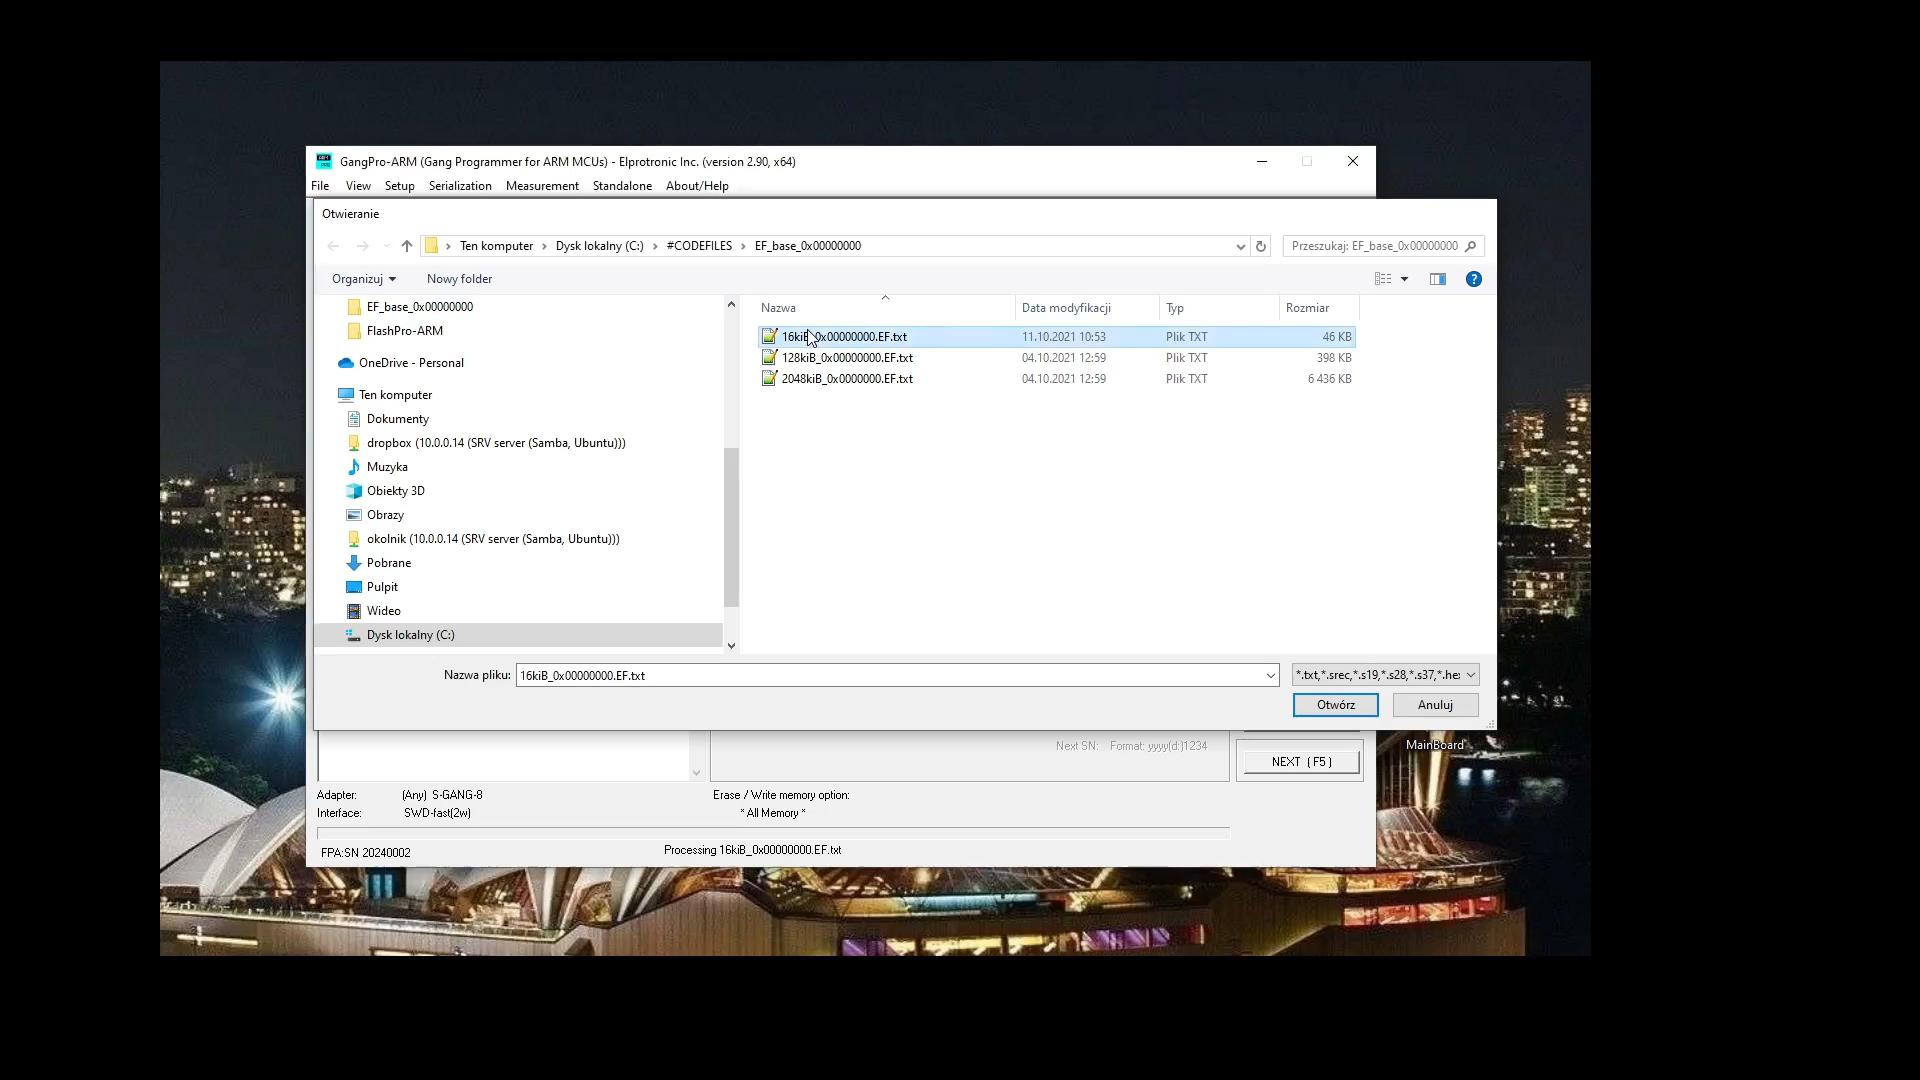 GangPro-ARM (Gang Programmer for ARM MCUs) - Elprotronic Inc. (version 2.90, x64)
File View Setup Serialization Measurement Standalone About/Help
Otwieranie
Ten komputer > Dysk lokalny (C:) > #CODEFILES > EF_base_0x00000000
Przeszukaj: EF_base_0x00000000
Organizuj Nowy folder
EF_base_0x00000000
FlashPro-ARM
OneDrive - Personal
Ten komputer
Dokumenty
dropbox (10.0.0.14 (SRV server (Samba, Ubuntu)))
Muzyka
Obiekty 3D
Obrazy
okolnik (10.0.0.14 (SRV server (Samba, Ubuntu)))
Pobrane
Pulpit
Wideo
Dysk lokalny (C:)
Nazwa Data modyfikacji Typ Rozmiar
16kiB_0x00000000.EF.txt 11.10.2021 10:53 Plik TXT 46 KB
128kiB_0x00000000.EF.txt 04.10.2021 12:59 Plik TXT 398 KB
2048kiB_0x0000000.EF.txt 04.10.2021 12:59 Plik TXT 6 436 KB
Nazwa pliku: 16kiB_0x00000000.EF.txt
*.txt,*.srec,*.s19,*.s28,*.s37,*.he
Otwórz Anuluj
Next SN: Format: yyyy(d:)1234
NEXT (F5)
MainBoard
Adapter: (Any) S-GANG-8
Interface: SWD-fast(2w)
Erase / Write memory option:
* All Memory *
FPA:SN 20240002
Processing 16kiB_0x00000000.EF.txt